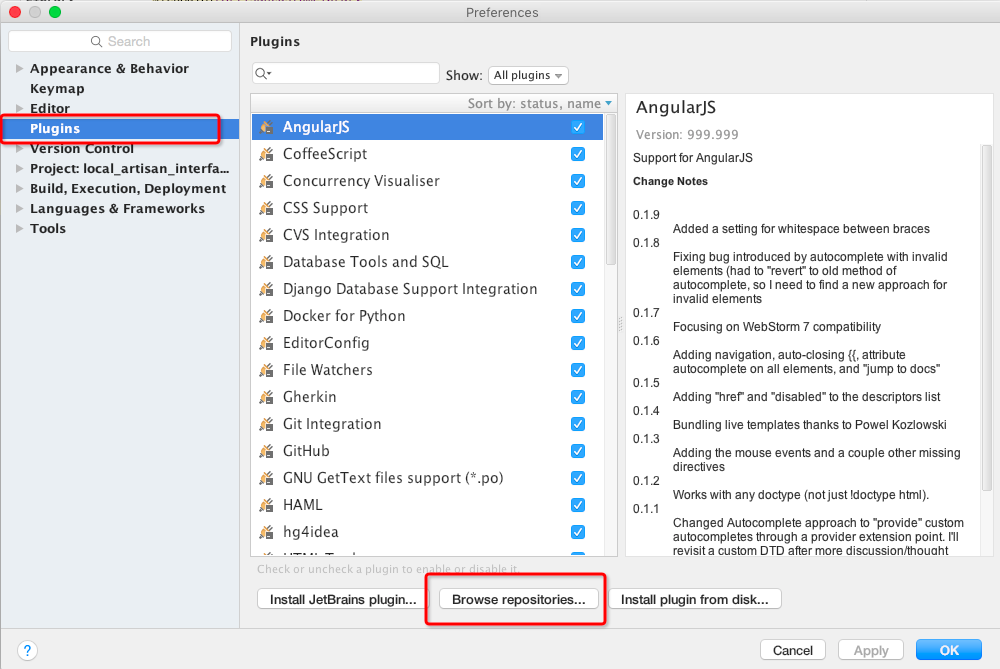 Preferences
Search
Appearance & Behavior
Keymap
Editor
Plugins
Version Control
Project: local_artisan_interfa...
Build, Execution, Deployment
Languages & Frameworks
Tools
Plugins
Show: All plugins
Sort by: status, name
AngularJS
CoffeeScript
Concurrency Visualiser
CSS Support
CVS Integration
Database Tools and SQL
Django Database Support Integration
Docker for Python
EditorConfig
File Watchers
Gherkin
Git Integration
GitHub
GNU GetText files support (*.po)
HAML
hg4idea
Check or uncheck a plugin to enable or disable it.
Install JetBrains plugin...
Browse repositories...
Install plugin from disk...
AngularJS
Version: 999.999
Support for AngularJS
Change Notes
0.1.9
Added a setting for whitespace between braces
0.1.8
Fixing bug introduced by autocomplete with invalid
elements (had to "revert" to old method of
autocomplete, so I need to find a new approach for
invalid elements
0.1.7
Focusing on WebStorm 7 compatibility
0.1.6
Adding navigation, auto-closing {{, attribute
autocomplete on all elements, and "jump to docs"
0.1.5
Adding "href" and "disabled" to the descriptors list
0.1.4
Bundling live templates thanks to Powel Kozlowski
0.1.3
Adding the mouse events and a couple other missing
directives
0.1.2
Works with any doctype (not just !doctype html).
0.1.1
Changed Autocomplete approach to "provide" custom
autocompletes through a provider extension point. I'll
revisit a custom DTD after more discussion/thought
?
Cancel
Apply
OK